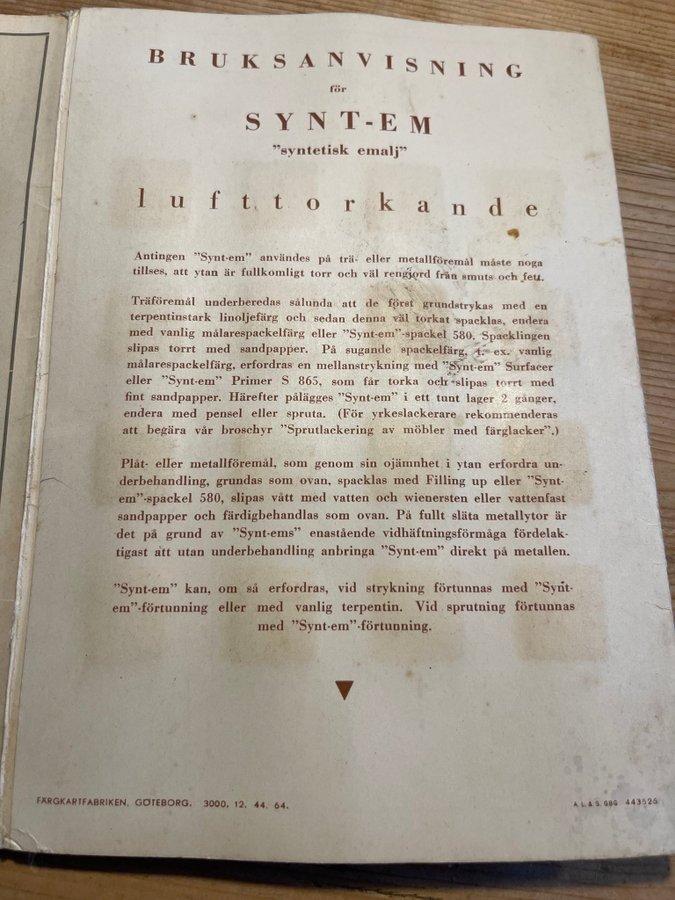 BRUKSANVISNING
för
SYNT-EM
"syntetisk emalj"
lufttorkande
Antingen "Synt-em" användes på trä- eller metallföremål måste noga
tillses, att ytan är fullkomligt torr och väl rengjord från smuts och fett.
Träföremål underberedas sålunda att de först grundstrykas med en
terpentinstark linoljefärg och sedan denna väl torkat spacklas, endera
med vanlig målarespackelfärg eller "Synt-em"-spackel 580. Spacklingen
slipas torrt med sandpapper. På sugande spackelfärg, t. ex. vanlig
målarespackelfärg, erfordras en mellanstrykning med "Synt-em" Surfacer
eller "Synt-em" Primer S 865, som får torka och slipas torrt med
fint sandpapper. Härefter pålägges "Synt-em" i ett tunt lager 2 gånger,
endera med pensel eller spruta. (För yrkeslackerare rekommenderas
att begära vår broschyr "Sprutlackering av möbler med färglacker".)
Plåt- eller metallföremål, som genom sin ojämnhet i ytan erfordra un-
derbehandling, grundas som ovan, spacklas med Filling up eller "Synt-
em"-spackel 580, slipas vått med vatten och wienersten eller vattenfast
sandpapper och färdigbehandlas som ovan. På fullt släta metallytor är
det på grund av "Synt-ems" enastående vidhäftningsförmåga fördelak-
tigast att utan underbehandling anbringa "Synt-em" direkt på metallen.
"Synt-em" kan, om så erfordras, vid strykning förtunnas med "Synt-
em"-förtunning eller med vanlig terpentin. Vid sprutning förtunnas
med "Synt-em"-förtunning.
FÄRGKARTFABRIKEN, GÖTEBORG. 3000. 12. 44. 64.
A. L. & S. GBG 443526